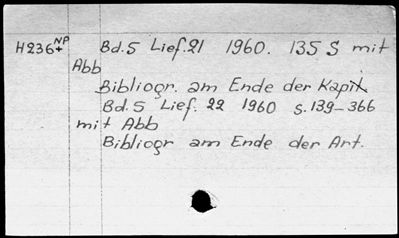 H236+ NP Bd.5 Lief.21 1960. 135 S mit
Abb
Bibliogr. am Ende der Kapit
Bd.5 Lief. 22 1960 S.139-366
mit Abb
Bibliogr am Ende der Art.